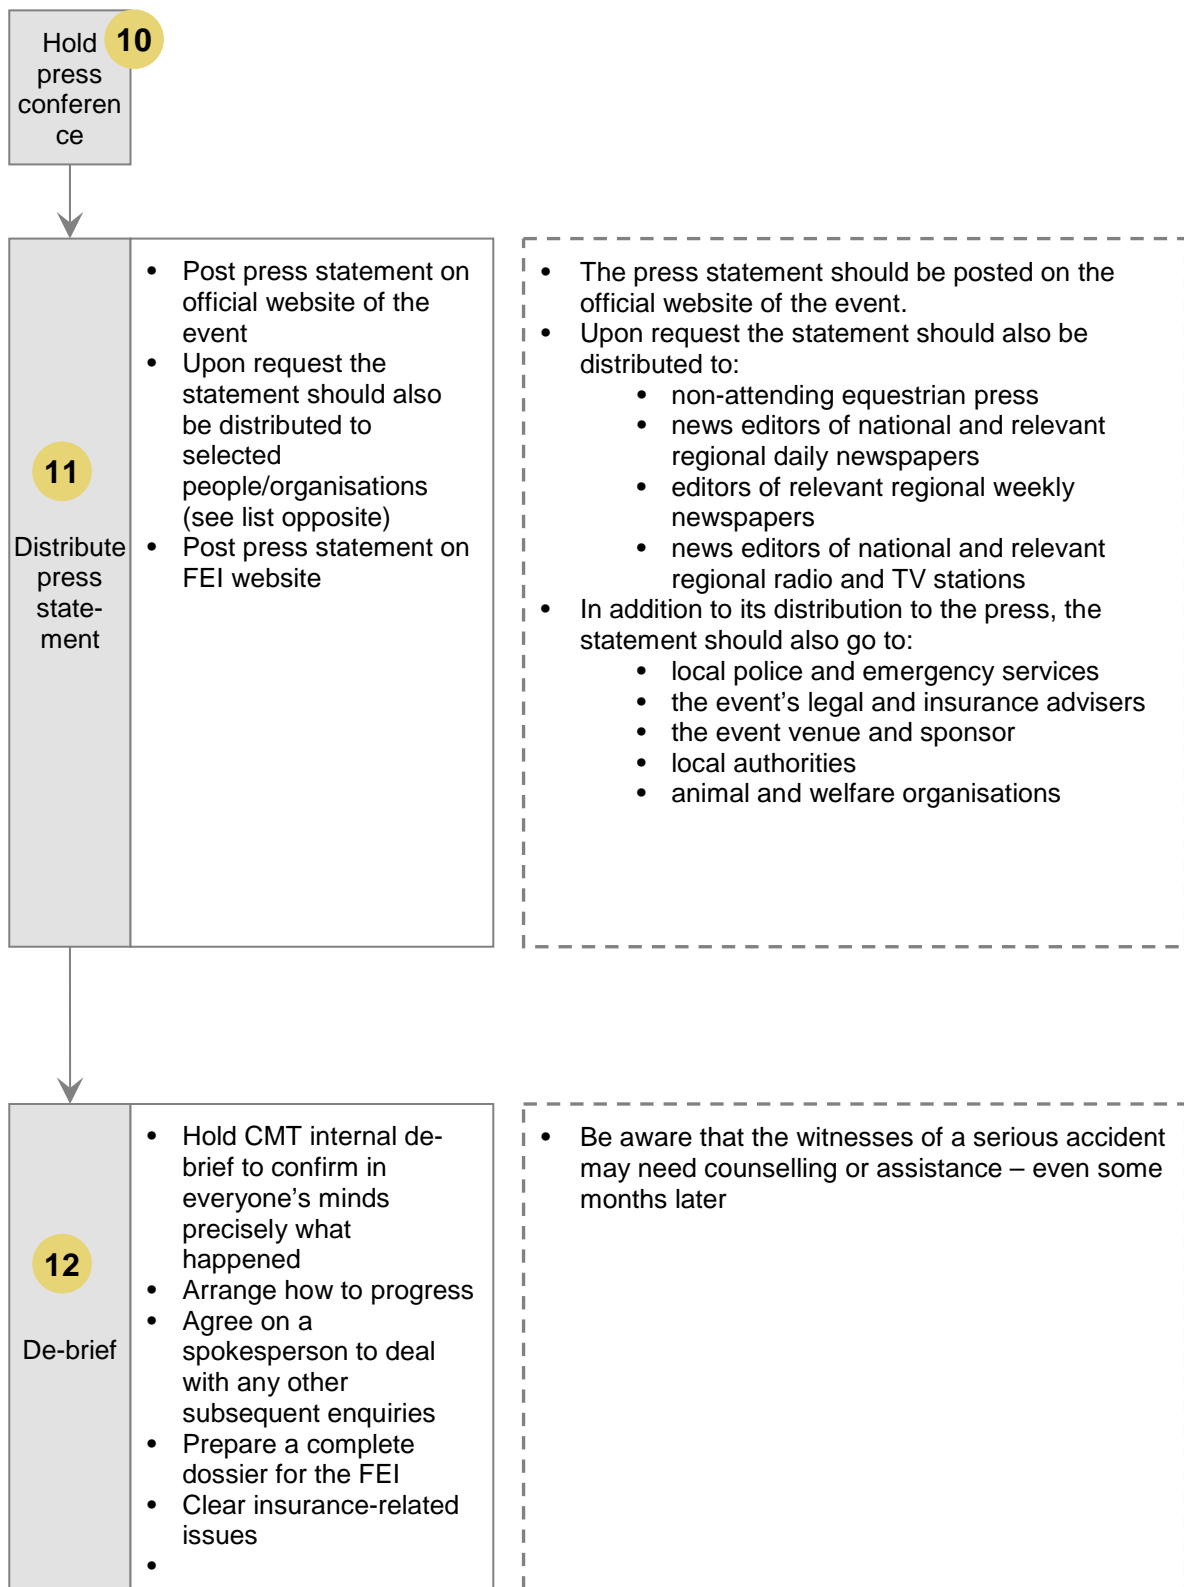 Hold
press
conferen
ce
10
11
Distribute
press
state-
ment
• Post press statement on
official website of the
event
• Upon request the
statement should also
be distributed to
selected
people/organisations
(see list opposite)
• Post press statement on
FEI website
• The press statement should be posted on the
official website of the event.
• Upon request the statement should also be
distributed to:
• non-attending equestrian press
• news editors of national and relevant
regional daily newspapers
• editors of relevant regional weekly
newspapers
• news editors of national and relevant
regional radio and TV stations
• In addition to its distribution to the press, the
statement should also go to:
• local police and emergency services
• the event’s legal and insurance advisers
• the event venue and sponsor
• local authorities
• animal and welfare organisations
12
De-brief
• Hold CMT internal de-
brief to confirm in
everyone’s minds
precisely what
happened
• Arrange how to progress
• Agree on a
spokesperson to deal
with any other
subsequent enquiries
• Prepare a complete
dossier for the FEI
• Clear insurance-related
issues
•
• Be aware that the witnesses of a serious accident
may need counselling or assistance – even some
months later